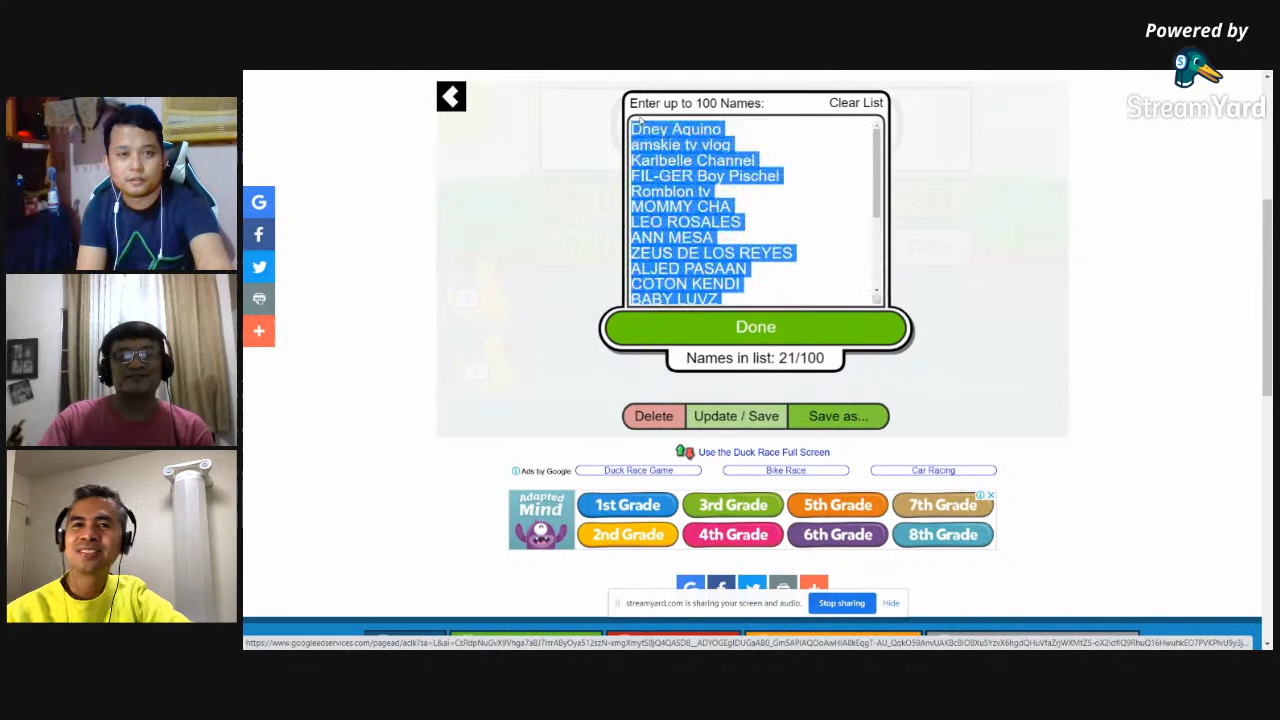 Powered by
StreamYard
Enter up to 100 Names:
Clear List
Dhey Aquino
amskie tv vlog
Karlbelle Channel
FIL-GER Boy Pischel
Romblon tv
MOMMY CHA
LEO ROSALES
ANN MESA
ZEUS DE LOS REYES
ALJED PASAAN
COTON KENDI
BABY LUVZ
Done
Names in list: 21/100
Delete
Update / Save
Save as...
Use the Duck Race Full Screen
Ads by Google
Duck Race Game
Bike Race
Car Racing
Adapted
Mind
1st Grade
3rd Grade
5th Grade
7th Grade
2nd Grade
4th Grade
6th Grade
8th Grade
streamyard.com is sharing your screen and audio.
Stop sharing
Hide